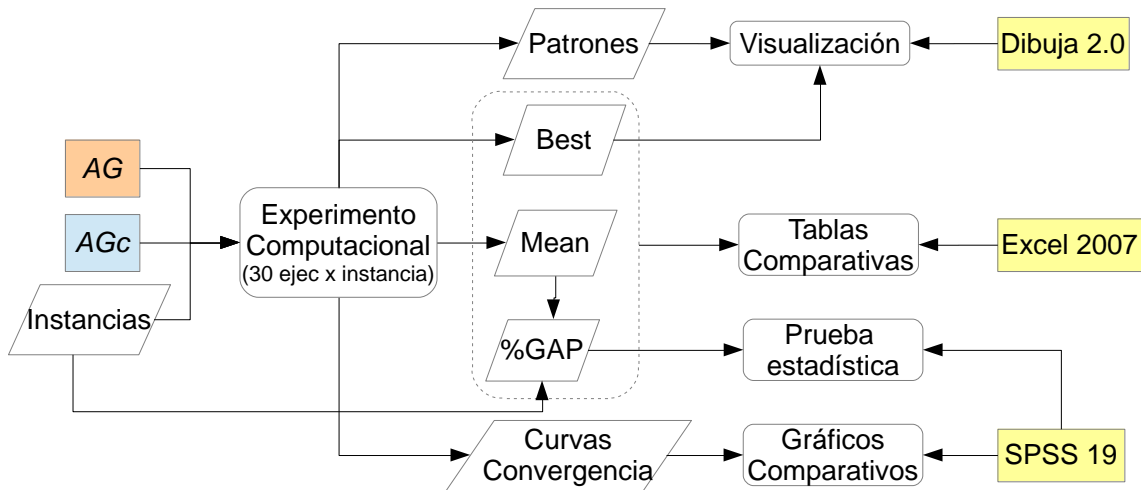 Patrones
Visualización
Dibuja 2.0
Best
AG
AGc
Instancias
Experimento
Computacional
(30 ejec x instancia)
Mean
Tablas
Comparativas
Excel 2007
%GAP
Prueba
estadística
Curvas
Convergencia
Gráficos
Comparativos
SPSS 19